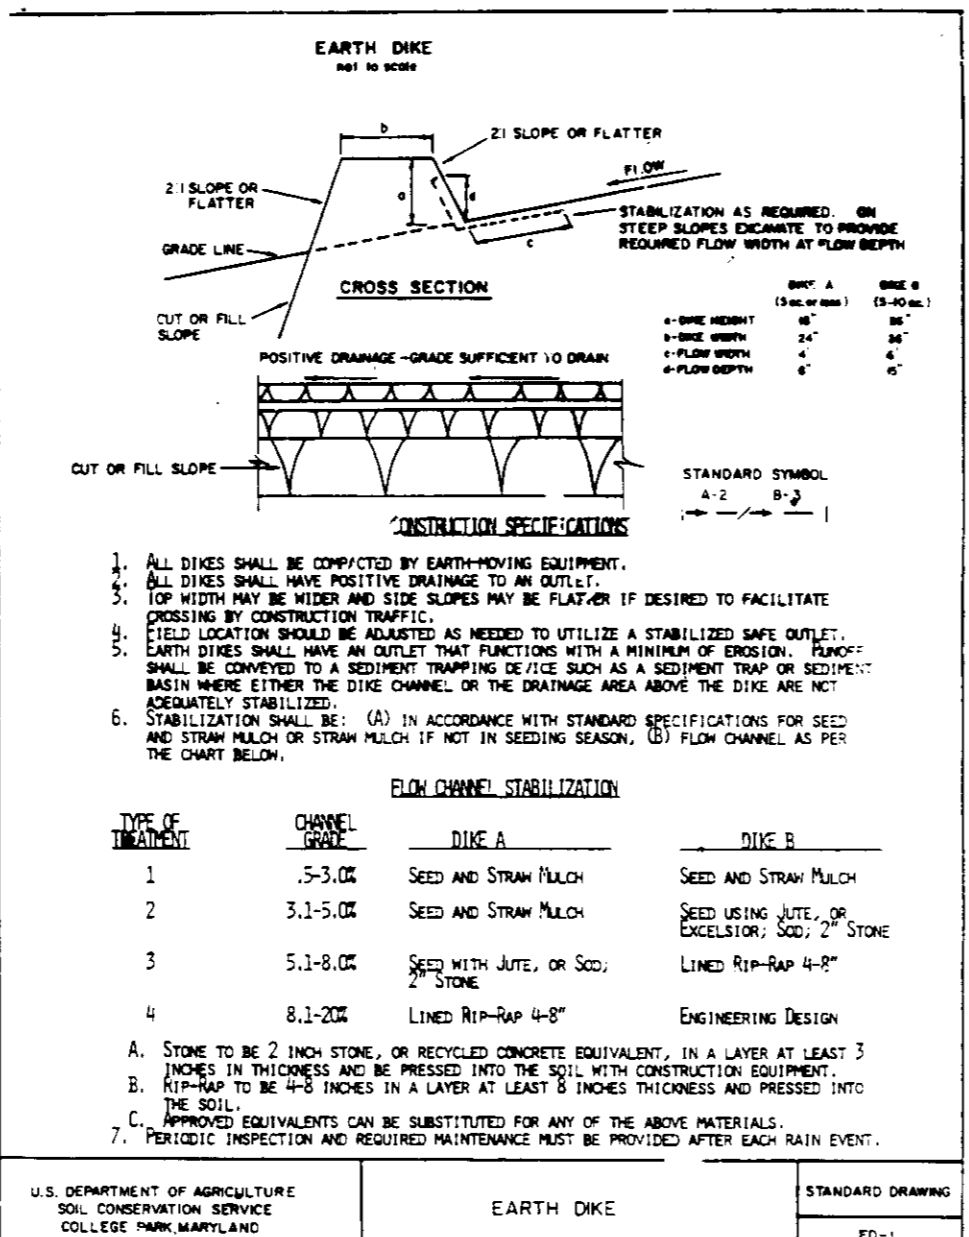 EARTH DIKE
not to scale
b
2:1 SLOPE OR FLATTER
FLOW
2:1 SLOPE OR
FLATTER
a
d
STABILIZATION AS REQUIRED. ON
STEEP SLOPES EXCAVATE TO PROVIDE
REQUIRED FLOW WIDTH AT FLOW DEPTH
c
GRADE LINE
CROSS SECTION
CUT OR FILL
SLOPE
DIKE A DIKE B
(5 ac. or less) (5-10 ac.)
a-DIKE HEIGHT 18" 36"
b-DIKE WIDTH 24" 36"
c-FLOW WIDTH 4' 6'
d-FLOW DEPTH 8" 15"
POSITIVE DRAINAGE-GRADE SUFFICENT TO DRAIN
CUT OR FILL SLOPE
STANDARD SYMBOL
A-2 B-3
CONSTRUCTION SPECIFICATIONS
1. ALL DIKES SHALL BE COMPACTED BY EARTH-MOVING EQUIPMENT.
2. ALL DIKES SHALL HAVE POSITIVE DRAINAGE TO AN OUTLET.
3. TOP WIDTH MAY BE WIDER AND SIDE SLOPES MAY BE FLATTER IF DESIRED TO FACILITATE
CROSSING BY CONSTRUCTION TRAFFIC.
4. FIELD LOCATION SHOULD BE ADJUSTED AS NEEDED TO UTILIZE A STABILIZED SAFE OUTLET.
5. EARTH DIKES SHALL HAVE AN OUTLET THAT FUNCTIONS WITH A MINIMUM OF EROSION. RUNOFF
SHALL BE CONVEYED TO A SEDIMENT TRAPPING DEVICE SUCH AS A SEDIMENT TRAP OR SEDIMENT
BASIN WHERE EITHER THE DIKE CHANNEL OR THE DRAINAGE AREA ABOVE THE DIKE ARE NOT
ADEQUATELY STABILIZED.
6. STABILIZATION SHALL BE: (A) IN ACCORDANCE WITH STANDARD SPECIFICATIONS FOR SEED
AND STRAW MULCH OR STRAW MULCH IF NOT IN SEEDING SEASON, (B) FLOW CHANNEL AS PER
THE CHART BELOW.
FLOW CHANNEL STABILIZATION
TYPE OF CHANNEL
TREATMENT GRADE DIKE A DIKE B
1 .5-3.0% SEED AND STRAW MULCH SEED AND STRAW MULCH
2 3.1-5.0% SEED AND STRAW MULCH SEED USING JUTE, OR
EXCELSIOR; SOD; 2" STONE
3 5.1-8.0% SEED WITH JUTE, OR SOD; LINED RIP-RAP 4-8"
2" STONE
4 8.1-20% LINED RIP-RAP 4-8" ENGINEERING DESIGN
A. STONE TO BE 2 INCH STONE, OR RECYCLED CONCRETE EQUIVALENT, IN A LAYER AT LEAST 3
INCHES IN THICKNESS AND BE PRESSED INTO THE SOIL WITH CONSTRUCTION EQUIPMENT.
B. RIP-RAP TO BE 4-8 INCHES IN A LAYER AT LEAST 8 INCHES THICKNESS AND PRESSED INTO
THE SOIL.
C. APPROVED EQUIVALENTS CAN BE SUBSTITUTED FOR ANY OF THE ABOVE MATERIALS.
7. PERIODIC INSPECTION AND REQUIRED MAINTENANCE MUST BE PROVIDED AFTER EACH RAIN EVENT.
U.S. DEPARTMENT OF AGRICULTURE
SOIL CONSERVATION SERVICE
COLLEGE PARK, MARYLAND
EARTH DIKE
STANDARD DRAWING
ED-1